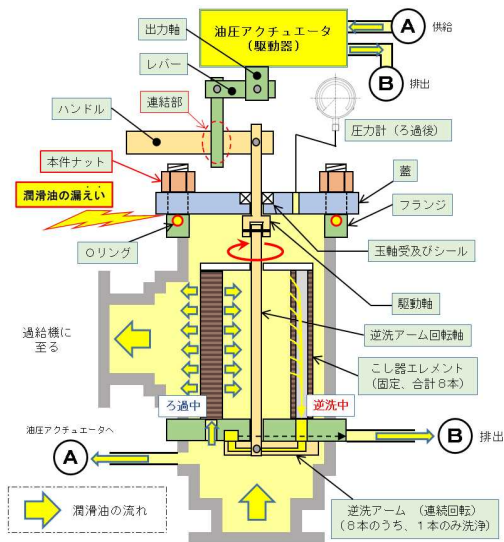 油圧アクチュエータ
（駆動器）
A
供給
B
排出
出力軸
レバー
連結部
ハンドル
圧力計（ろ過後）
本件ナット
蓋
潤滑油の漏えい
フランジ
Ｏリング
玉軸受及びシール
駆動軸
過給機に
至る
逆洗アーム回転軸
こし器エレメント
（固定、合計８本）
ろ過中
逆洗中
油圧アクチュエータへ
A
B
排出
潤滑油の流れ
逆洗アーム （連続回転）
（８本のうち、１本のみ洗浄）